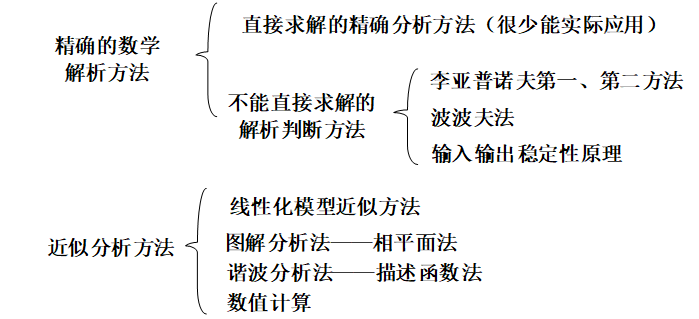 精确的数学
解析方法
直接求解的精确分析方法（很少能实际应用）
不能直接求解的
解析判断方法
李亚普诺夫第一、第二方法
波波夫法
输入输出稳定性原理
近似分析方法
线性化模型近似方法
图解分析法——相平面法
谐波分析法——描述函数法
数值计算